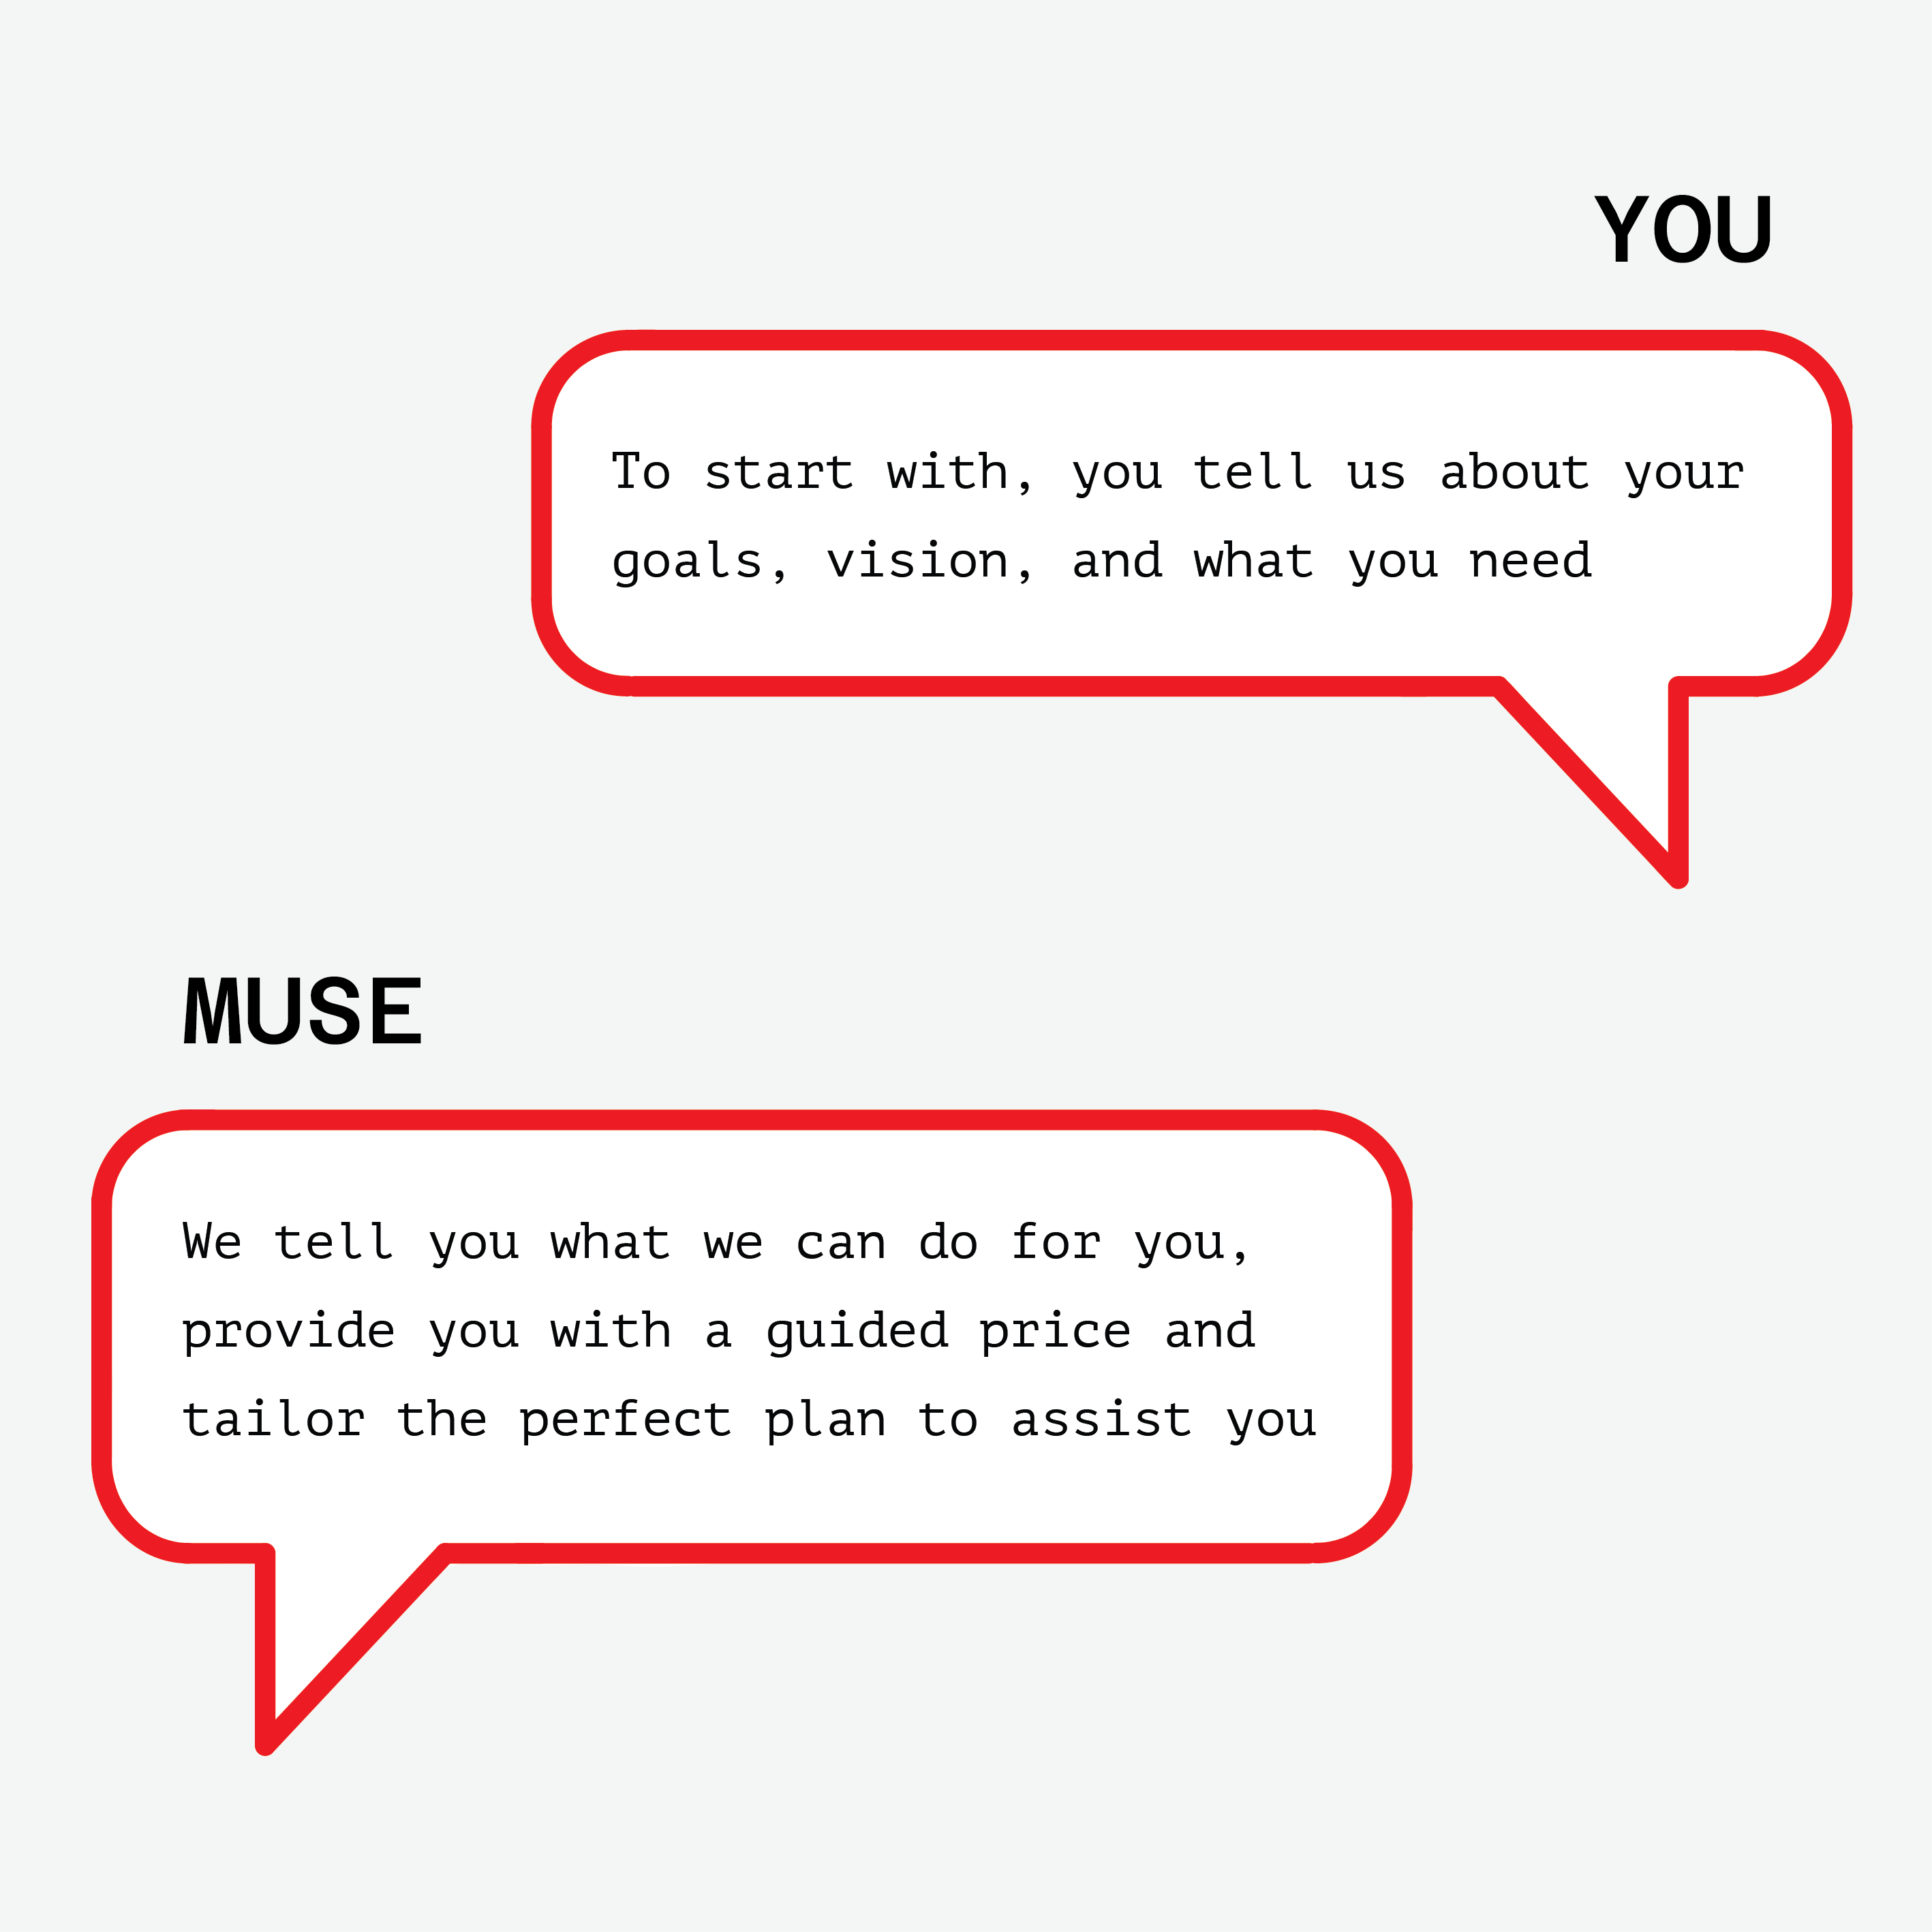 YOU
To start with, you tell us about your
goals, vision, and what you need
MUSE
We tell you what we can do for you,
provide you with a guided price and
tailor the perfect plan to assist you